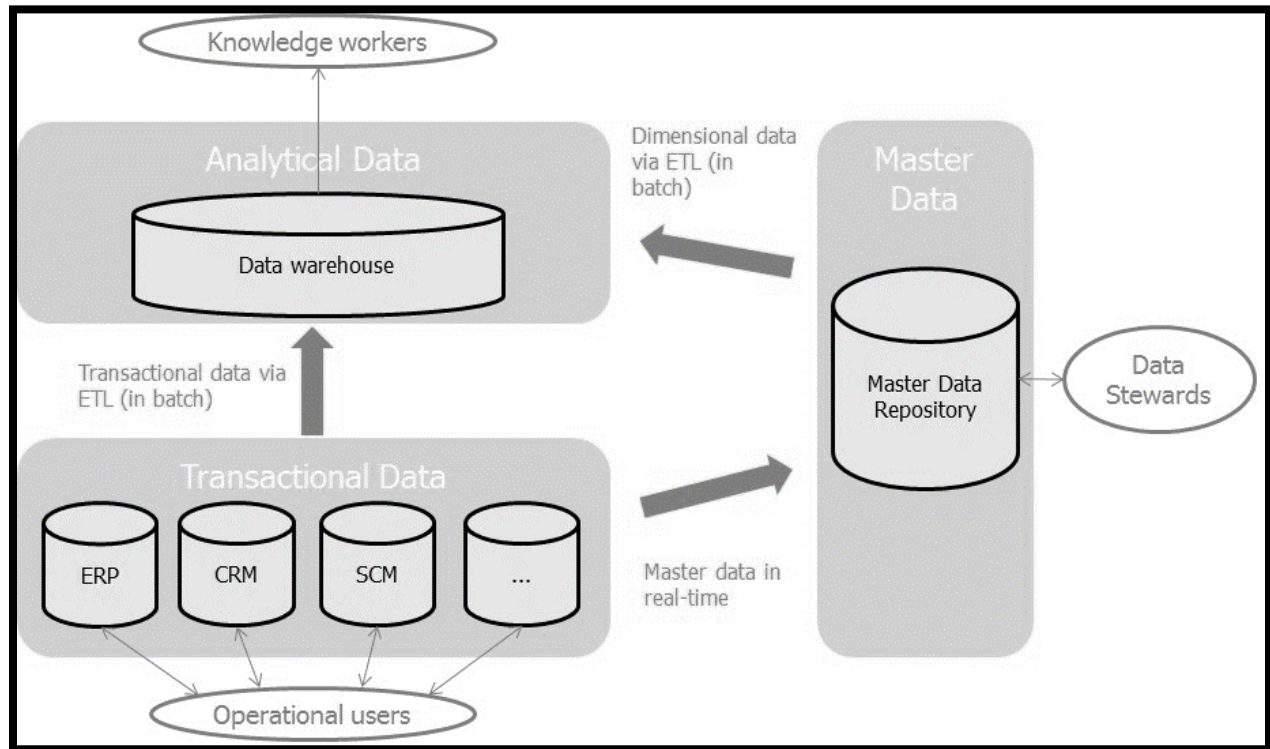 Knowledge workers
Analytical Data
Data warehouse
Dimensional data
via ETL (in
batch)
Master
Data
Master Data
Repository
Data
Stewards
Transactional data via
ETL (in batch)
Transactional Data
ERP
CRM
SCM
...
Master data in
real-time
Operational users